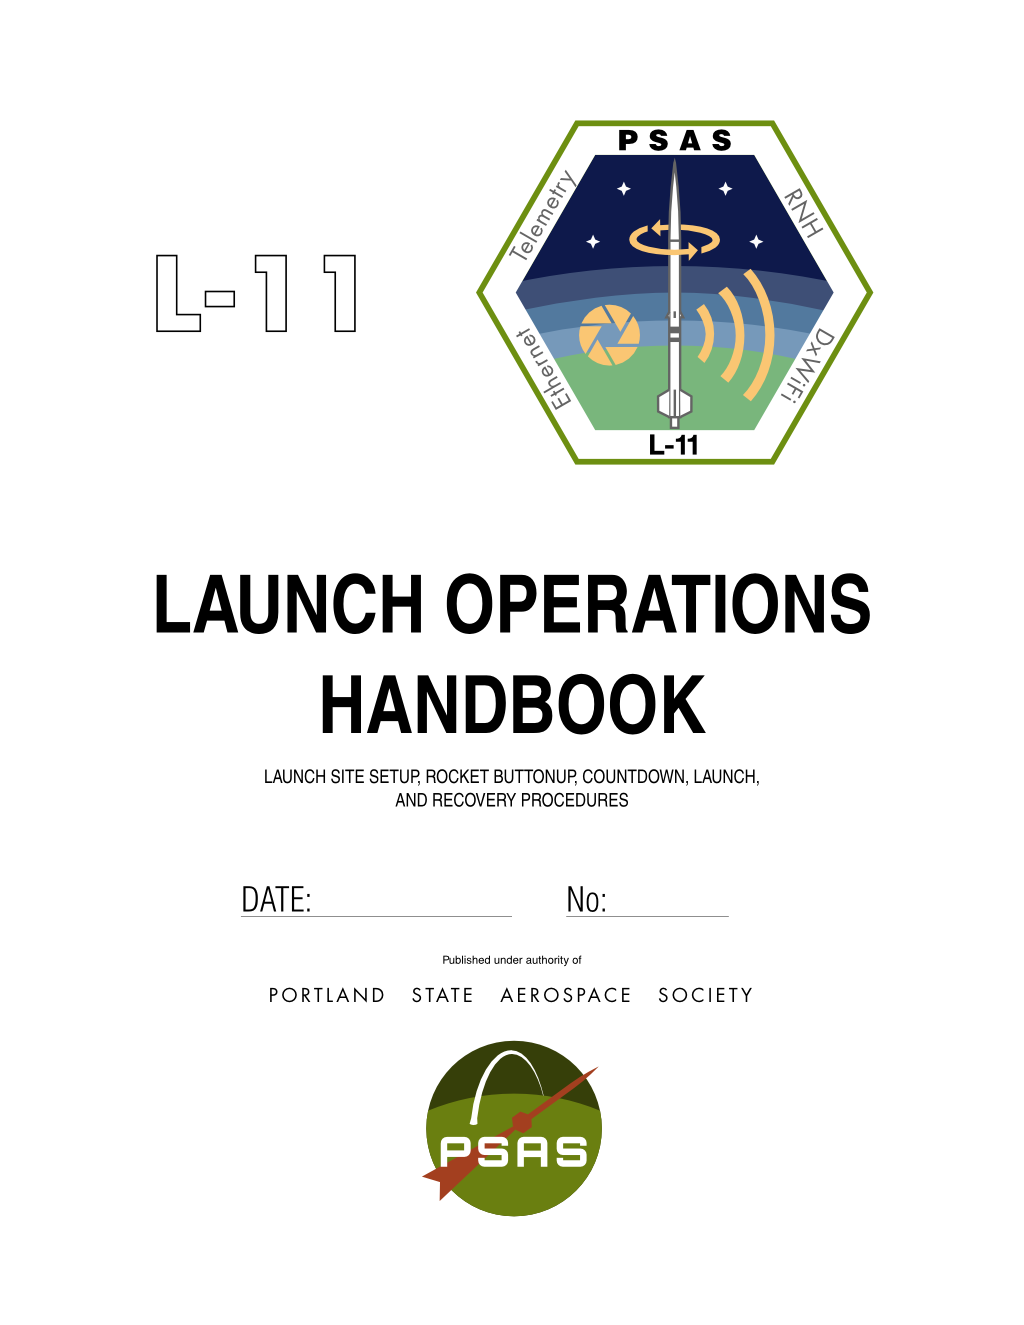 L-11
PSAS
Telemetry
RNH
Ethernet
DxWiFi
L-11
LAUNCH OPERATIONS
HANDBOOK
LAUNCH SITE SETUP, ROCKET BUTTONUP, COUNTDOWN, LAUNCH,
AND RECOVERY PROCEDURES
DATE:
No:
Published under authority of
PORTLAND STATE AEROSPACE SOCIETY
PSAS